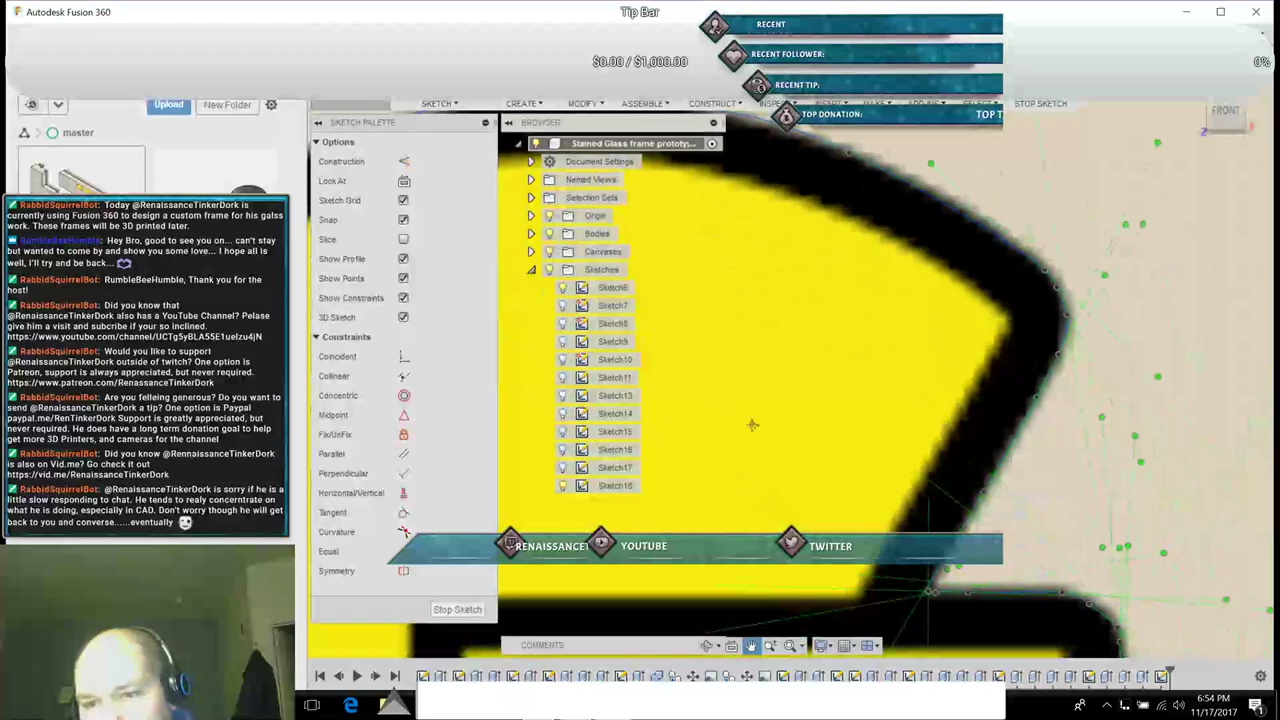 Autodesk Fusion 360
Tip Bar
RECENT
$0.00 / $1,000.00
RECENT FOLLOWER:
0%
RECENT TIP:
TOP DONATION:
TOP T
Upload
New Folder
SKETCH
CREATE
MODIFY
ASSEMBLE
CONSTRUCT
STOP SKETCH
FRONT
master
SKETCH PALETTE
BROWSER
Options
Construction
Look At
Sketch Grid
Snap
Slice
Show Profile
Show Points
Show Constraints
3D Sketch
Constraints
Coincident
Collinear
Concentric
Midpoint
Fix/UnFix
Parallel
Perpendicular
Horizontal/Vertical
Tangent
Curvature
Equal
Symmetry
Stop Sketch
Stained Glass frame prototy...
Document Settings
Named Views
Selection Sets
Origin
Bodies
Canvases
Sketches
Sketch6
Sketch7
Sketch8
Sketch9
Sketch10
Sketch11
Sketch13
Sketch14
Sketch15
Sketch16
Sketch17
Sketch18
RabbidSquirrelBot: Today @RenaissanceTinkerDork is
currently using Fusion 360 to design a custom frame for his galss
work. These frames will be 3D printed later.
RumbleBeeHumble: Hey Bro, good to see you on... can't stay
but wanted to come by and show you some love... I hope all is
well, I'll try and be back...
RabbidSquirrelBot: RumbleBeeHumble, Thank you for the
host!
RabbidSquirrelBot: Did you know that
@RenaissanceTinkerDork also has a YouTube Channel? Pelase
give him a visit and subcribe if your so inclined.
https://www.youtube.com/channel/UCTg5yBLA55E1uelzu4jN
RabbidSquirrelBot: Would you like to support
@RenaissanceTinkerDork outside of twitch? One option is
Patreon, support is always appreciated, but never required.
https://www.patreon.com/RenassanceTinkerDork
RabbidSquirrelBot: Are you felleing generous? Do you want to
send @RenaissanceTinkerDork a tip? One option is Paypal
paypal.me/RenTinkerDork Support is greatly appreciated, but
never required. He does have a long term donation goal to help
get more 3D Printers, and cameras for the channel
RabbidSquirrelBot: Did you know @RennaissanceTinkerDork
is also on Vid.me? Go check it out
https://vid.me/RenaissanceTinkerDork
RabbidSquirrelBot: @RenaissanceTinkerDork is sorry if he is a
little slow responding to chat. He tends to realy concerntrate on
what he is doing, especially in CAD. Don't worry though he will get
back to you and converse......eventually
RENAISSANCET
YOUTUBE
TWITTER
COMMENTS
6:54 PM
11/17/2017